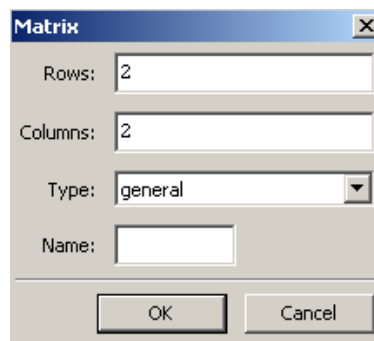 Matrix
Rows: 2
Columns: 2
Type: general
Name:
OK Cancel